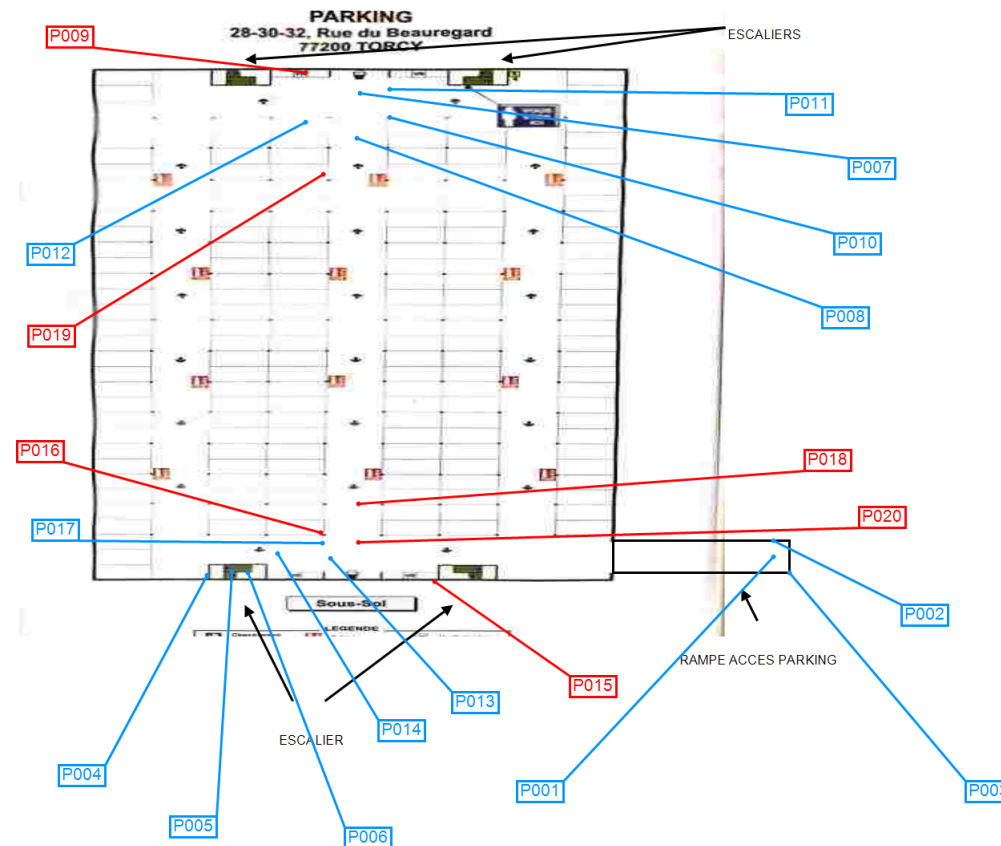 PARKING
28-30-32, Rue du Beauregard
77200 TORCY
P009
ESCALIERS
P011
P007
P012
P010
P008
P019
P016
P018
P017
P020
P002
Sous-Sol
LEGENDE
RAMPE ACCES PARKING
P015
P013
P014
ESCALIER
P004
P001
P003
P005
P006